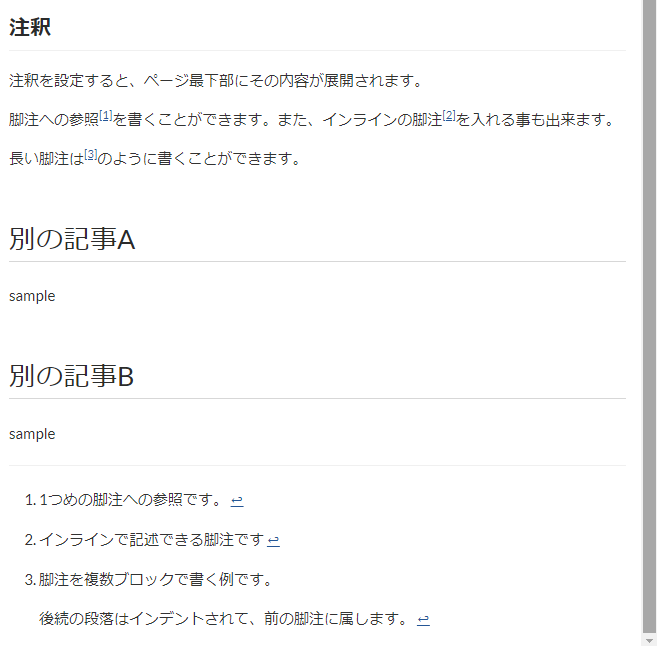 注釈
注釈を設定すると、ページ最下部にその内容が展開されます。
脚注への参照[1]を書くことができます。また、インラインの脚注[2]を入れる事も出来ます。
長い脚注は[3]のように書くことができます。
別の記事A
sample
別の記事B
sample
1. 1つめの脚注への参照です。 ↩
2. インラインで記述できる脚注です ↩
3. 脚注を複数ブロックで書く例です。
後続の段落はインデントされて、前の脚注に属します。 ↩